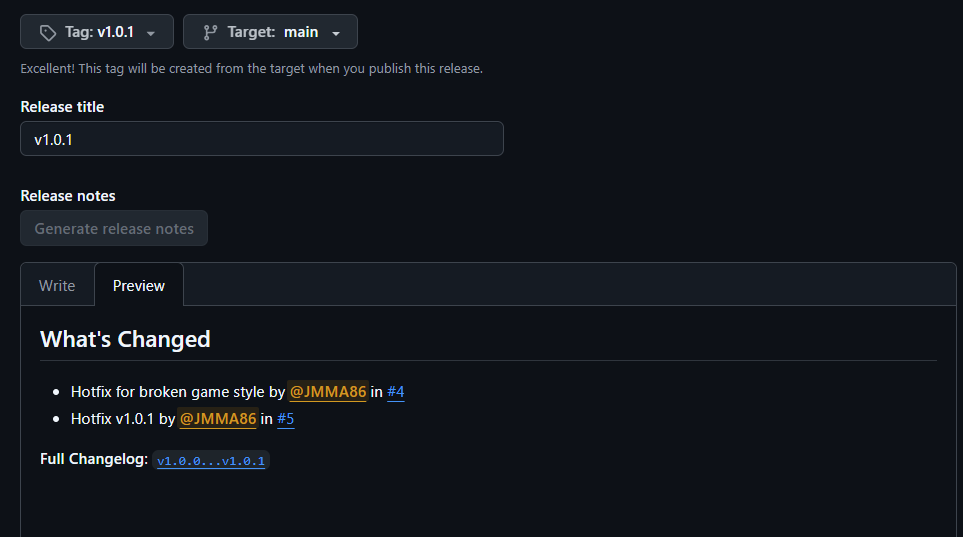 Tag: v1.0.1 Target: main
Excellent! This tag will be created from the target when you publish this release.
Release title
v1.0.1
Release notes
Generate release notes
Write Preview
What's Changed
Hotfix for broken game style by @JMMA86 in #4
Hotfix v1.0.1 by @JMMA86 in #5
Full Changelog: v1.0.0...v1.0.1